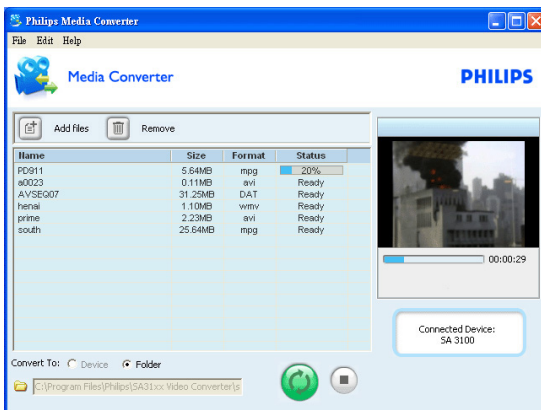 Philips Media Converter
File Edit Help
Media Converter
PHILIPS
Add files Remove
Name Size Format Status
PD911 5.64MB mpg 20%
a0023 0.11MB avi Ready
AVSEQ07 31.25MB DAT Ready
henai 1.10MB wmv Ready
prime 2.23MB avi Ready
south 25.64MB mpg Ready
00:00:29
Connected Device:
SA 3100
Convert To: Device Folder
C:\Program Files\Philips\SA31xx Video Converter\s